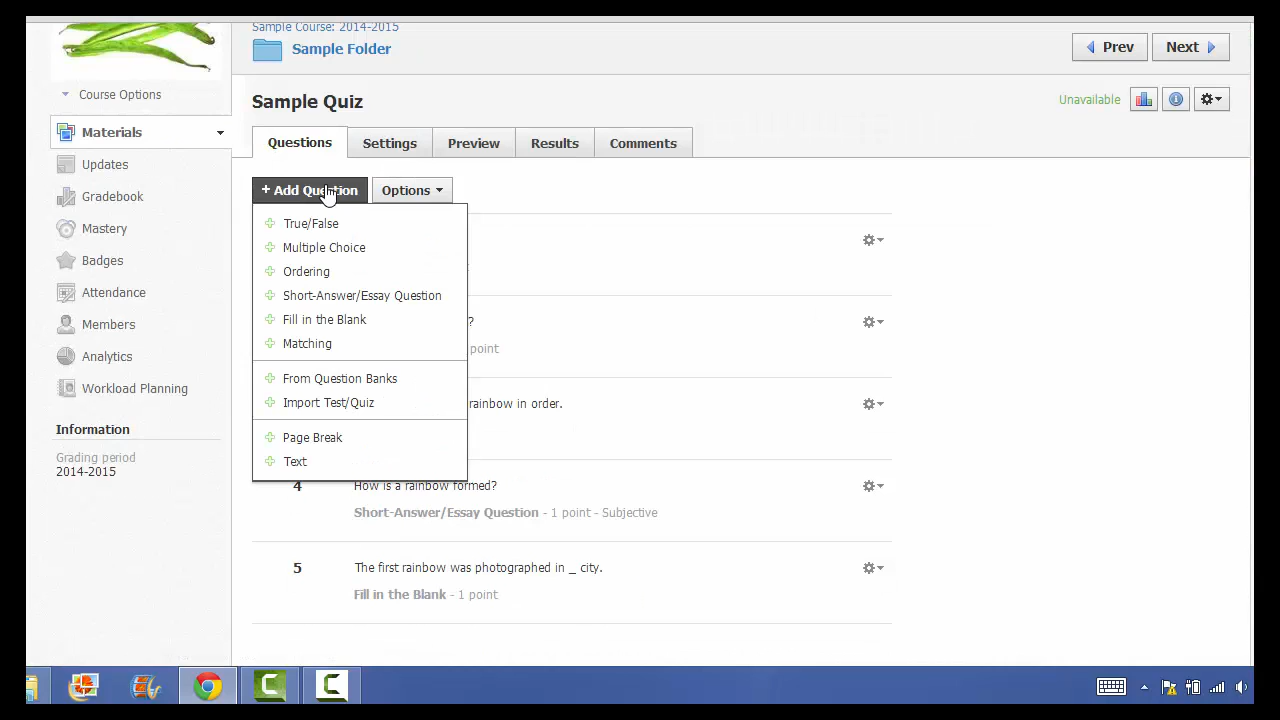 Sample Course: 2014-2015
Sample Folder
Prev
Next
Course Options
Sample Quiz
Unavailable
Materials
Updates
Gradebook
Mastery
Badges
Attendance
Members
Analytics
Workload Planning
Information
Grading period
2014-2015
Questions
Settings
Preview
Results
Comments
+ Add Question
Options
True/False
Multiple Choice
Ordering
Short-Answer/Essay Question
Fill in the Blank
Matching
From Question Banks
Import Test/Quiz
Page Break
Text
?
point
rainbow in order.
4 How is a rainbow formed?
Short-Answer/Essay Question - 1 point - Subjective
5 The first rainbow was photographed in _ city.
Fill in the Blank - 1 point